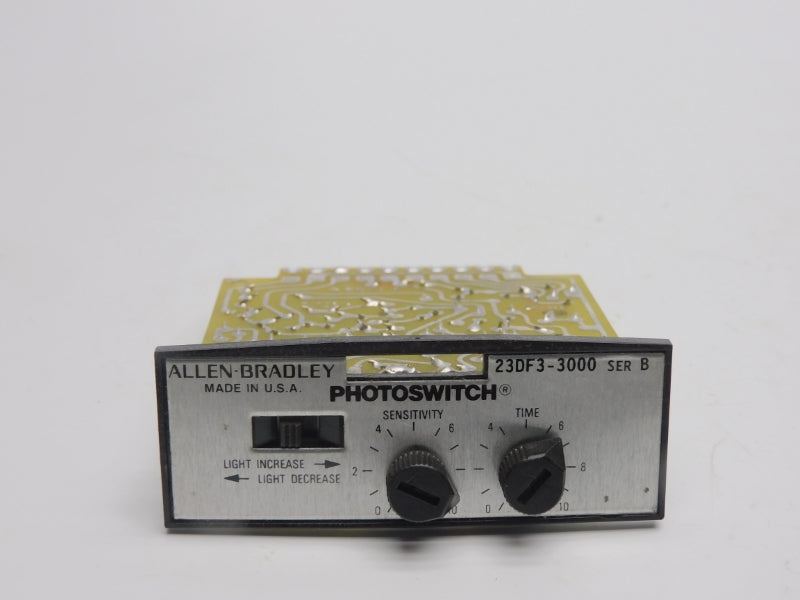 ALLEN-BRADLEY
MADE IN U.S.A.
23DF3-3000 SER B
PHOTOSWITCH®
SENSITIVITY
TIME
4 6
4 6
LIGHT INCREASE →
← LIGHT DECREASE
2
8
0 10
0 10